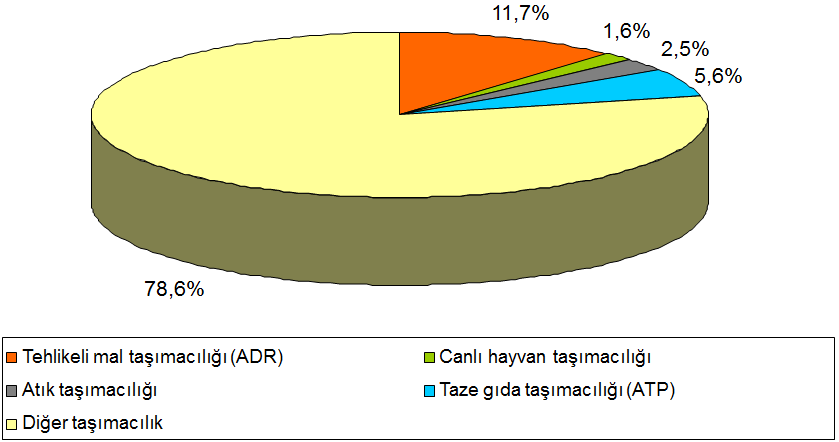 11,7%
1,6%
2,5%
5,6%
78,6%
Tehlikeli mal taşımacılığı (ADR)
Canlı hayvan taşımacılığı
Atık taşımacılığı
Taze gıda taşımacılığı (ATP)
Diğer taşımacılık